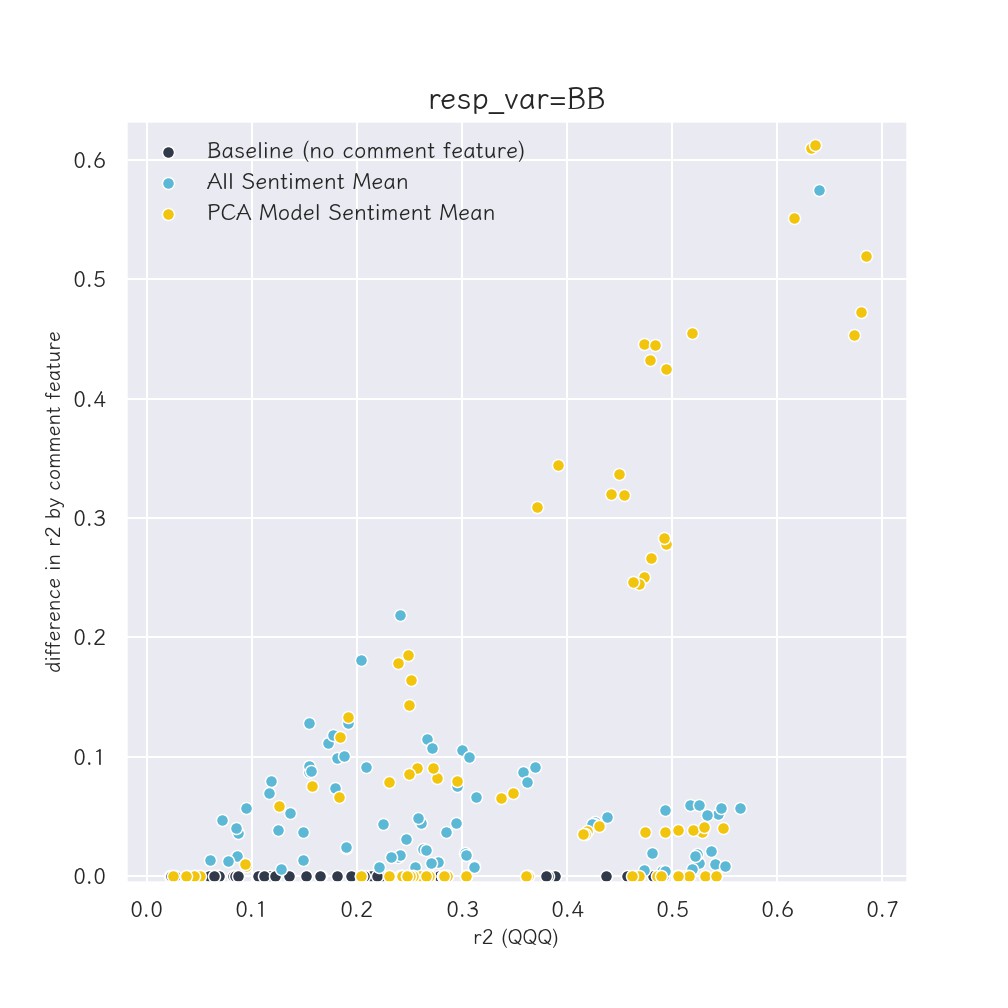 resp_var=BB
Baseline (no comment feature)
All Sentiment Mean
PCA Model Sentiment Mean
difference in r2 by comment feature
0.6
0.5
0.4
0.3
0.2
0.1
0.0
0.0 0.1 0.2 0.3 0.4 0.5 0.6 0.7
r2 (QQQ)